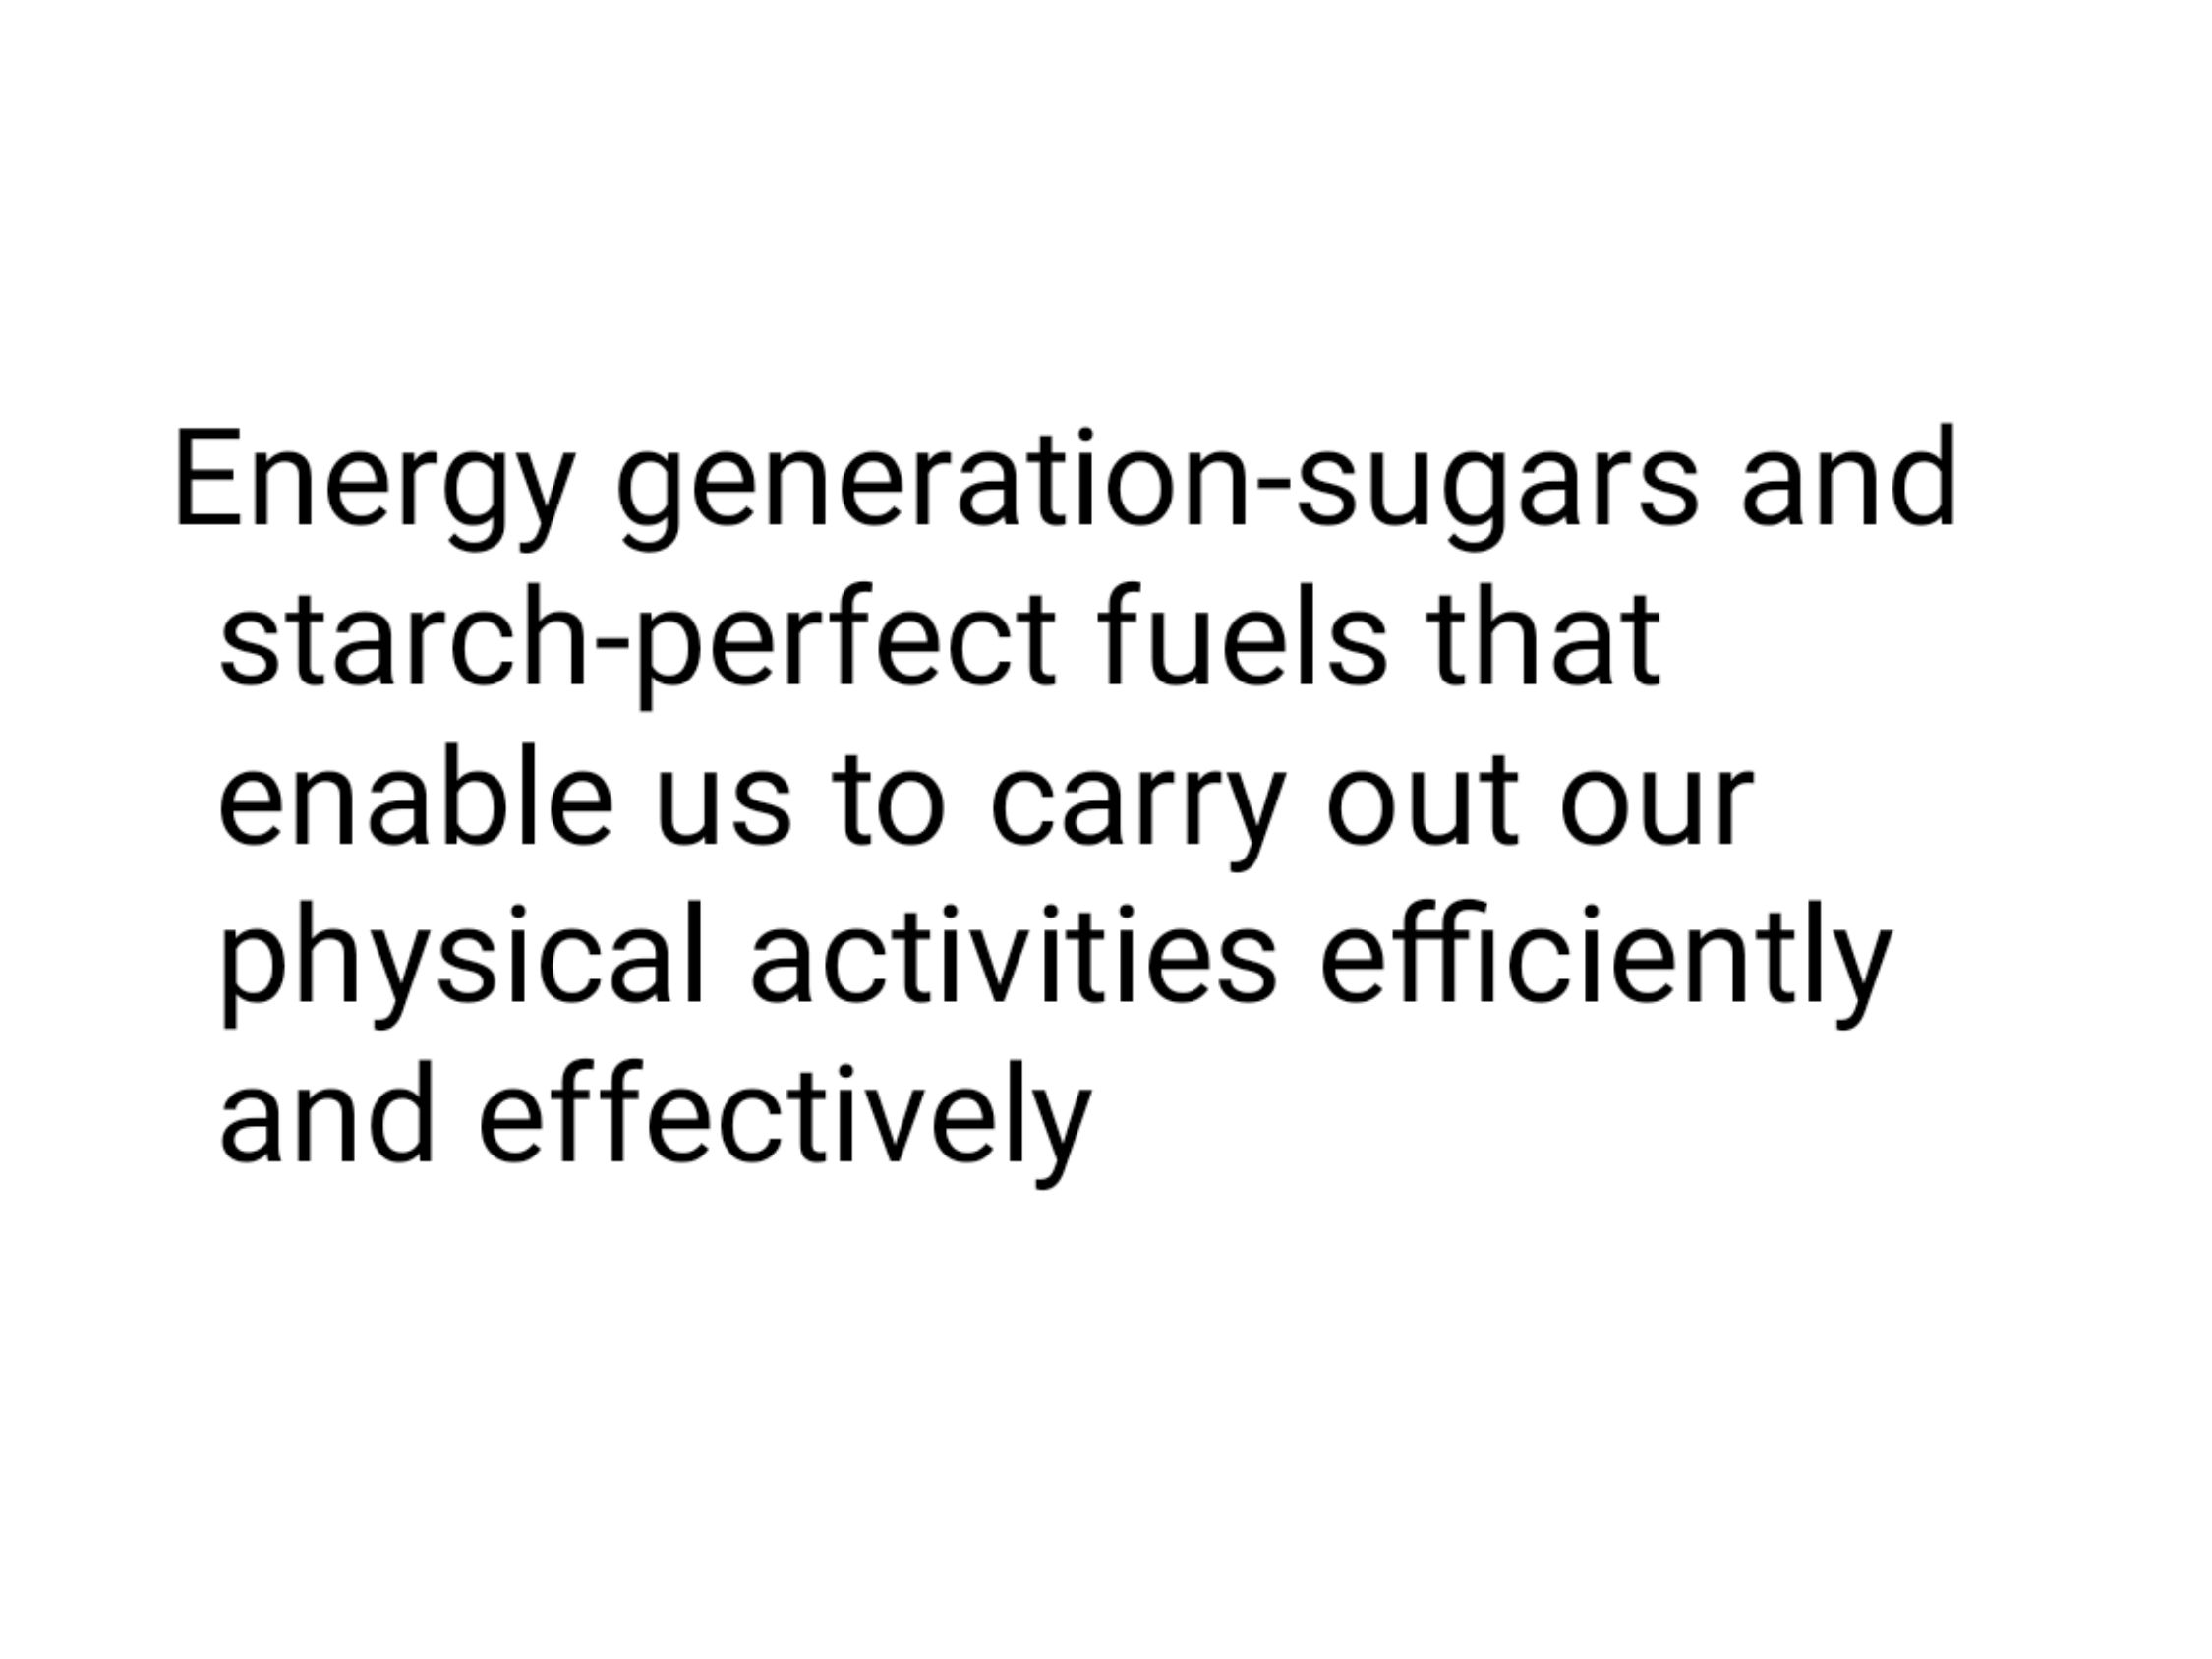 Energy generation-sugars and
starch-perfect fuels that
enable us to carry out our
physical activities efficiently
and effectively